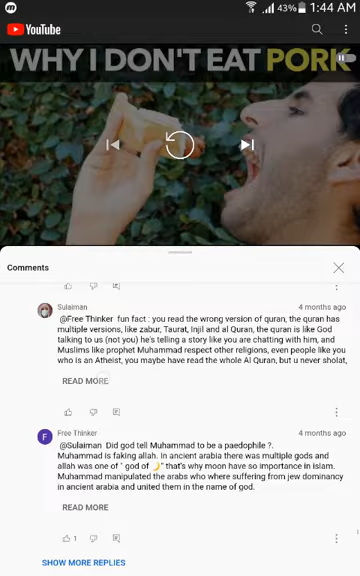 43% 1:44 AM
YouTube
WHY I DON'T EAT PORK
Comments
Sulaiman 4 months ago
@Free Thinker fun fact : you read the wrong version of quran, the quran has
multiple versions, like zabur, Taurat, Injil and al Quran, the quran is like God
talking to us (not you) he's telling a story like you are chatting with him, and
Muslims like prophet Muhammad respect other religions, even people like you
who is an Atheist, you maybe have read the whole Al Quran, but u never sholat,
READ MORE
F Free Thinker 4 months ago
@Sulaiman Did god tell Muhammad to be a paedophile ?.
Muhammad is faking allah. In ancient arabia there was multiple gods and
allah was one of " god of 🌙" that's why moon have so importance in islam.
Muhammad manipulated the arabs who where suffering from jew dominancy
in ancient arabia and united them in the name of god.
READ MORE
1
SHOW MORE REPLIES